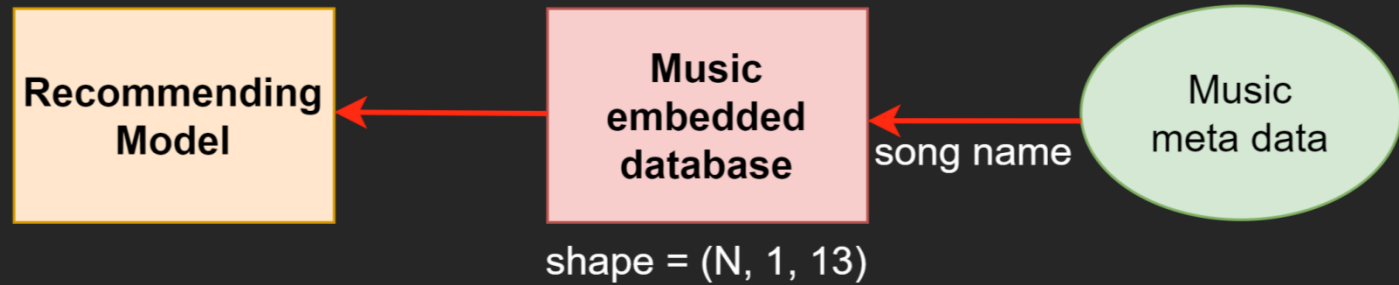 Recommending
Model
Music
embedded
database
song name
Music
meta data
shape = (N, 1, 13)